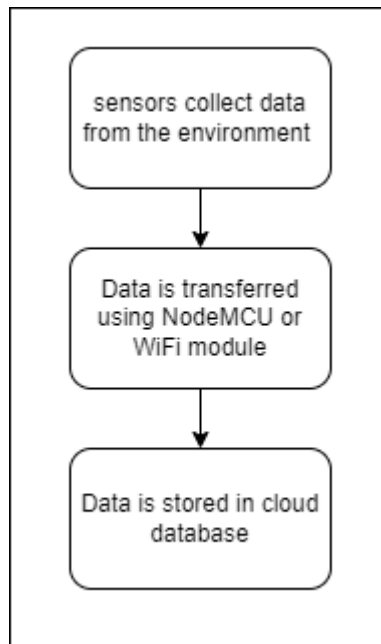 sensors collect data
from the environment
Data is transferred
using NodeMCU or
WiFi module
Data is stored in cloud
database